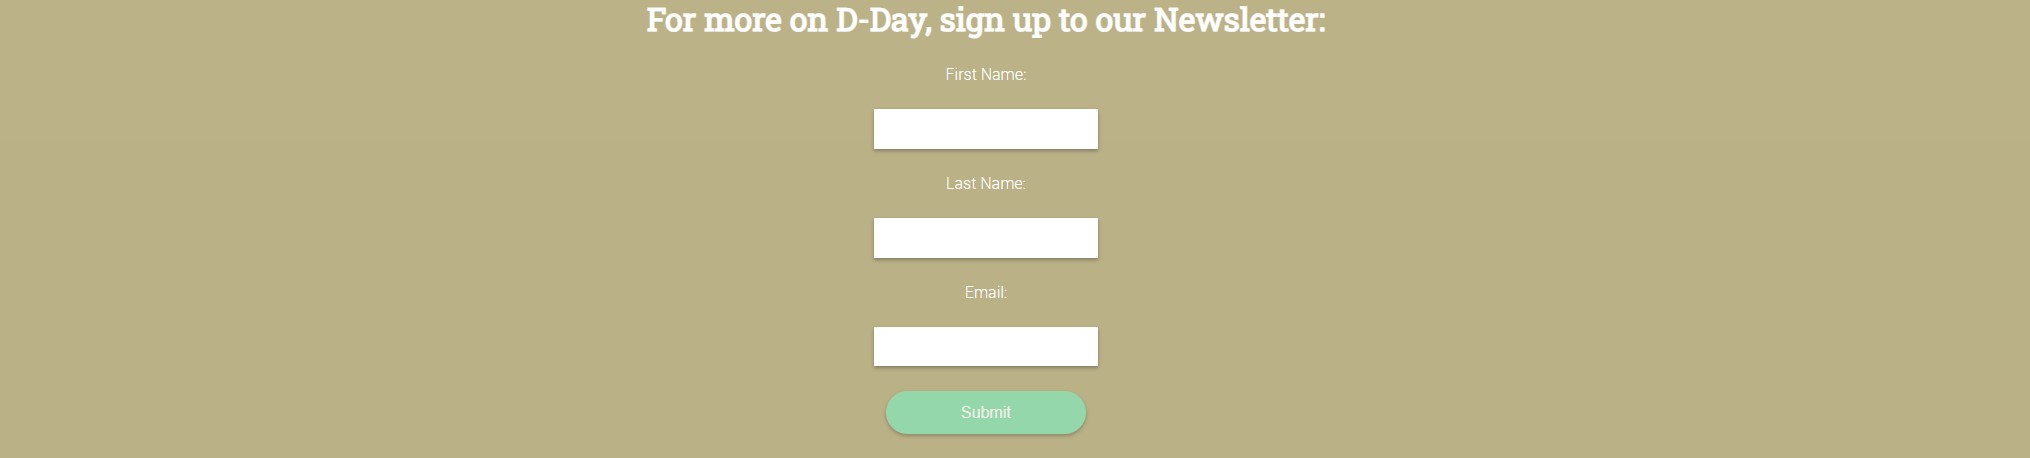 For more on D-Day, sign up to our Newsletter:
First Name:
Last Name:
Email:
Submit